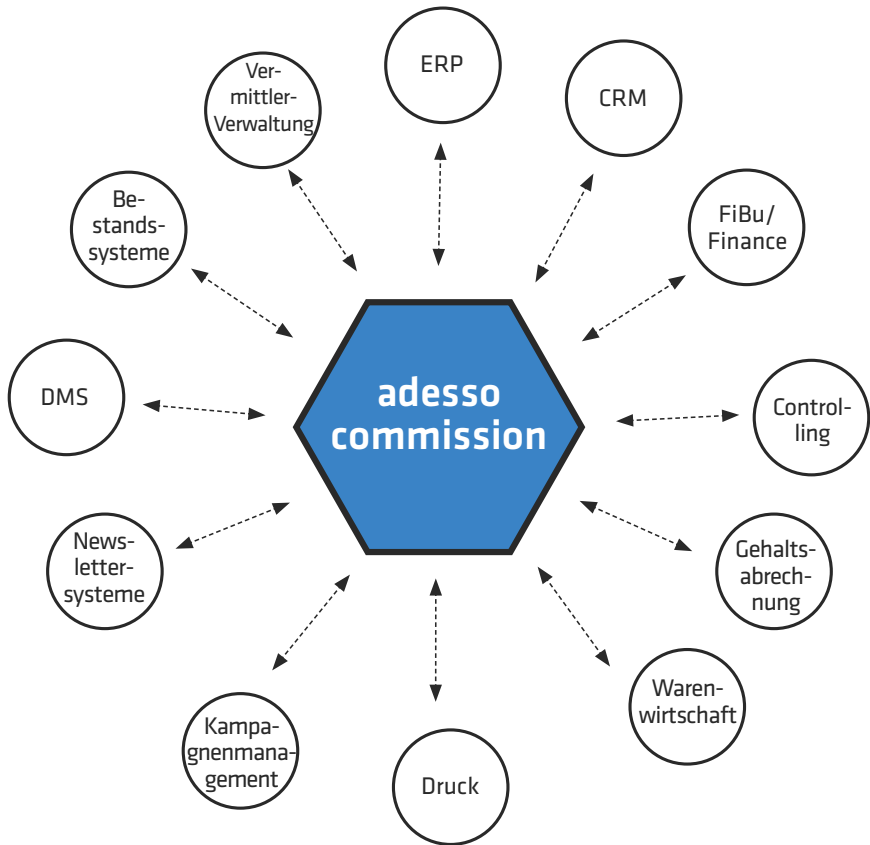 ERP
CRM
Ver-
mittler-
Verwaltung
FiBu/
Finance
Be-
stands-
systeme
adesso
commission
DMS
Control-
ling
News-
letter-
systeme
Gehalts-
abrech-
nung
Waren-
wirtschaft
Kampa-
gnenmana-
gement
Druck